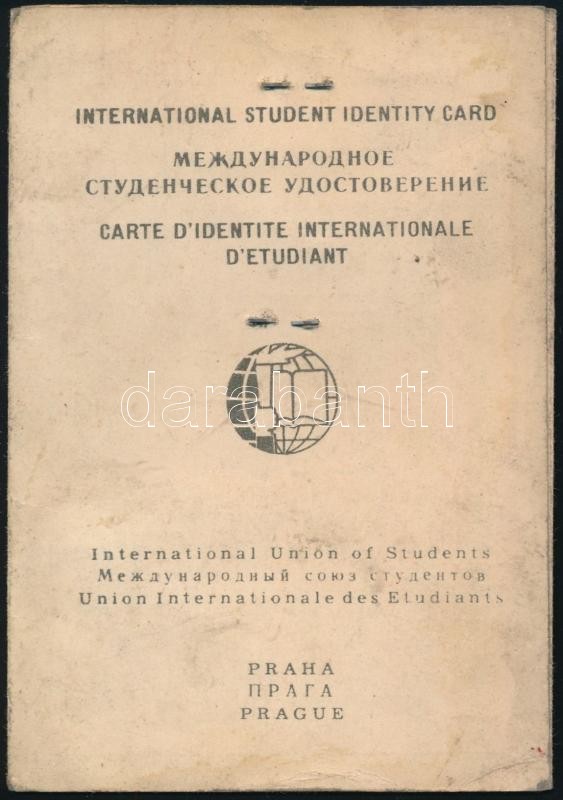 INTERNATIONAL STUDENT IDENTITY CARD
МЕЖДУНАРОДНОЕ
СТУДЕНЧЕСКОЕ УДОСТОВЕРЕНИЕ
CARTE D'IDENTITE INTERNATIONALE
D'ETUDIANT
darabanth
International Union of Students
Международный союз студентов
Union Internationale des Etudiants
PRAHA
ПРАГА
PRAGUE